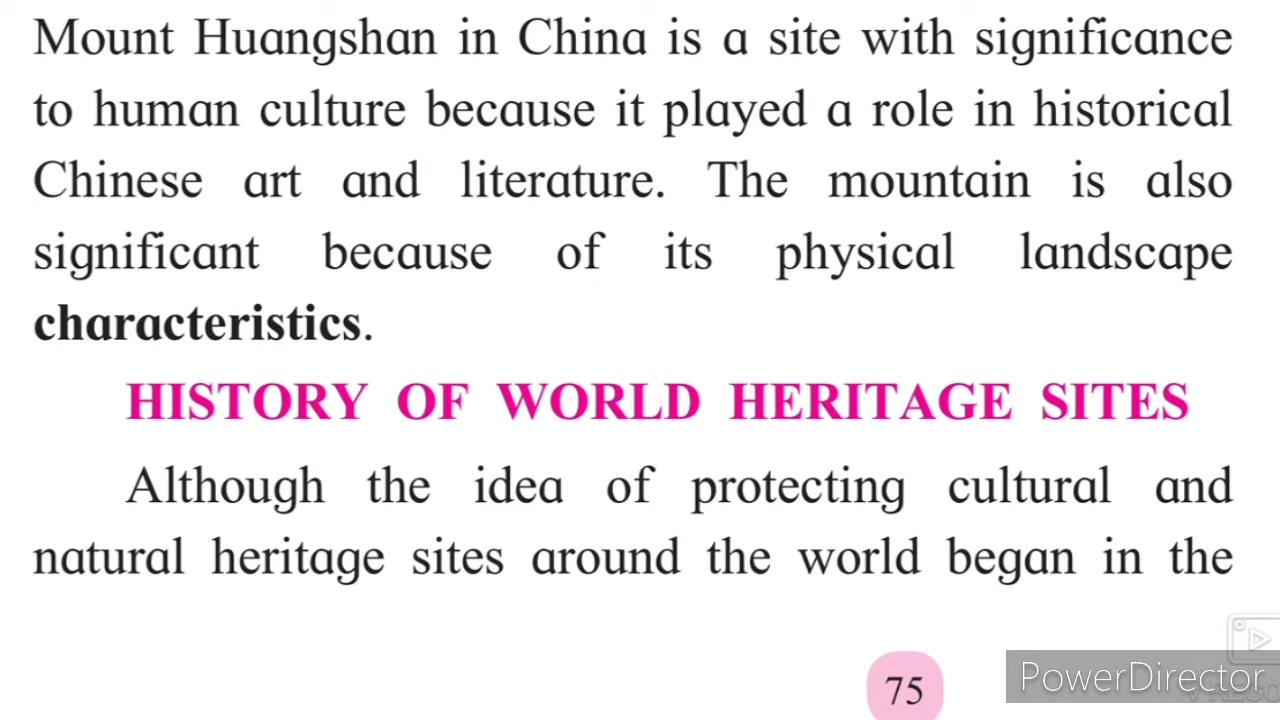 Mount Huangshan in China is a site with significance
to human culture because it played a role in historical
Chinese art and literature. The mountain is also
significant because of its physical landscape
characteristics.
HISTORY OF WORLD HERITAGE SITES
Although the idea of protecting cultural and
natural heritage sites around the world began in the
75
PowerDirector